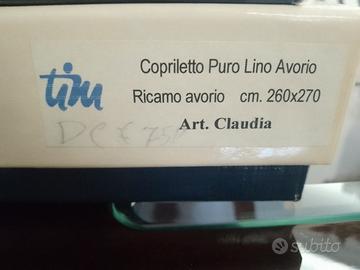 tim
Copriletto Puro Lino Avorio
Ricamo avorio cm. 260x270
Art. Claudia
subito